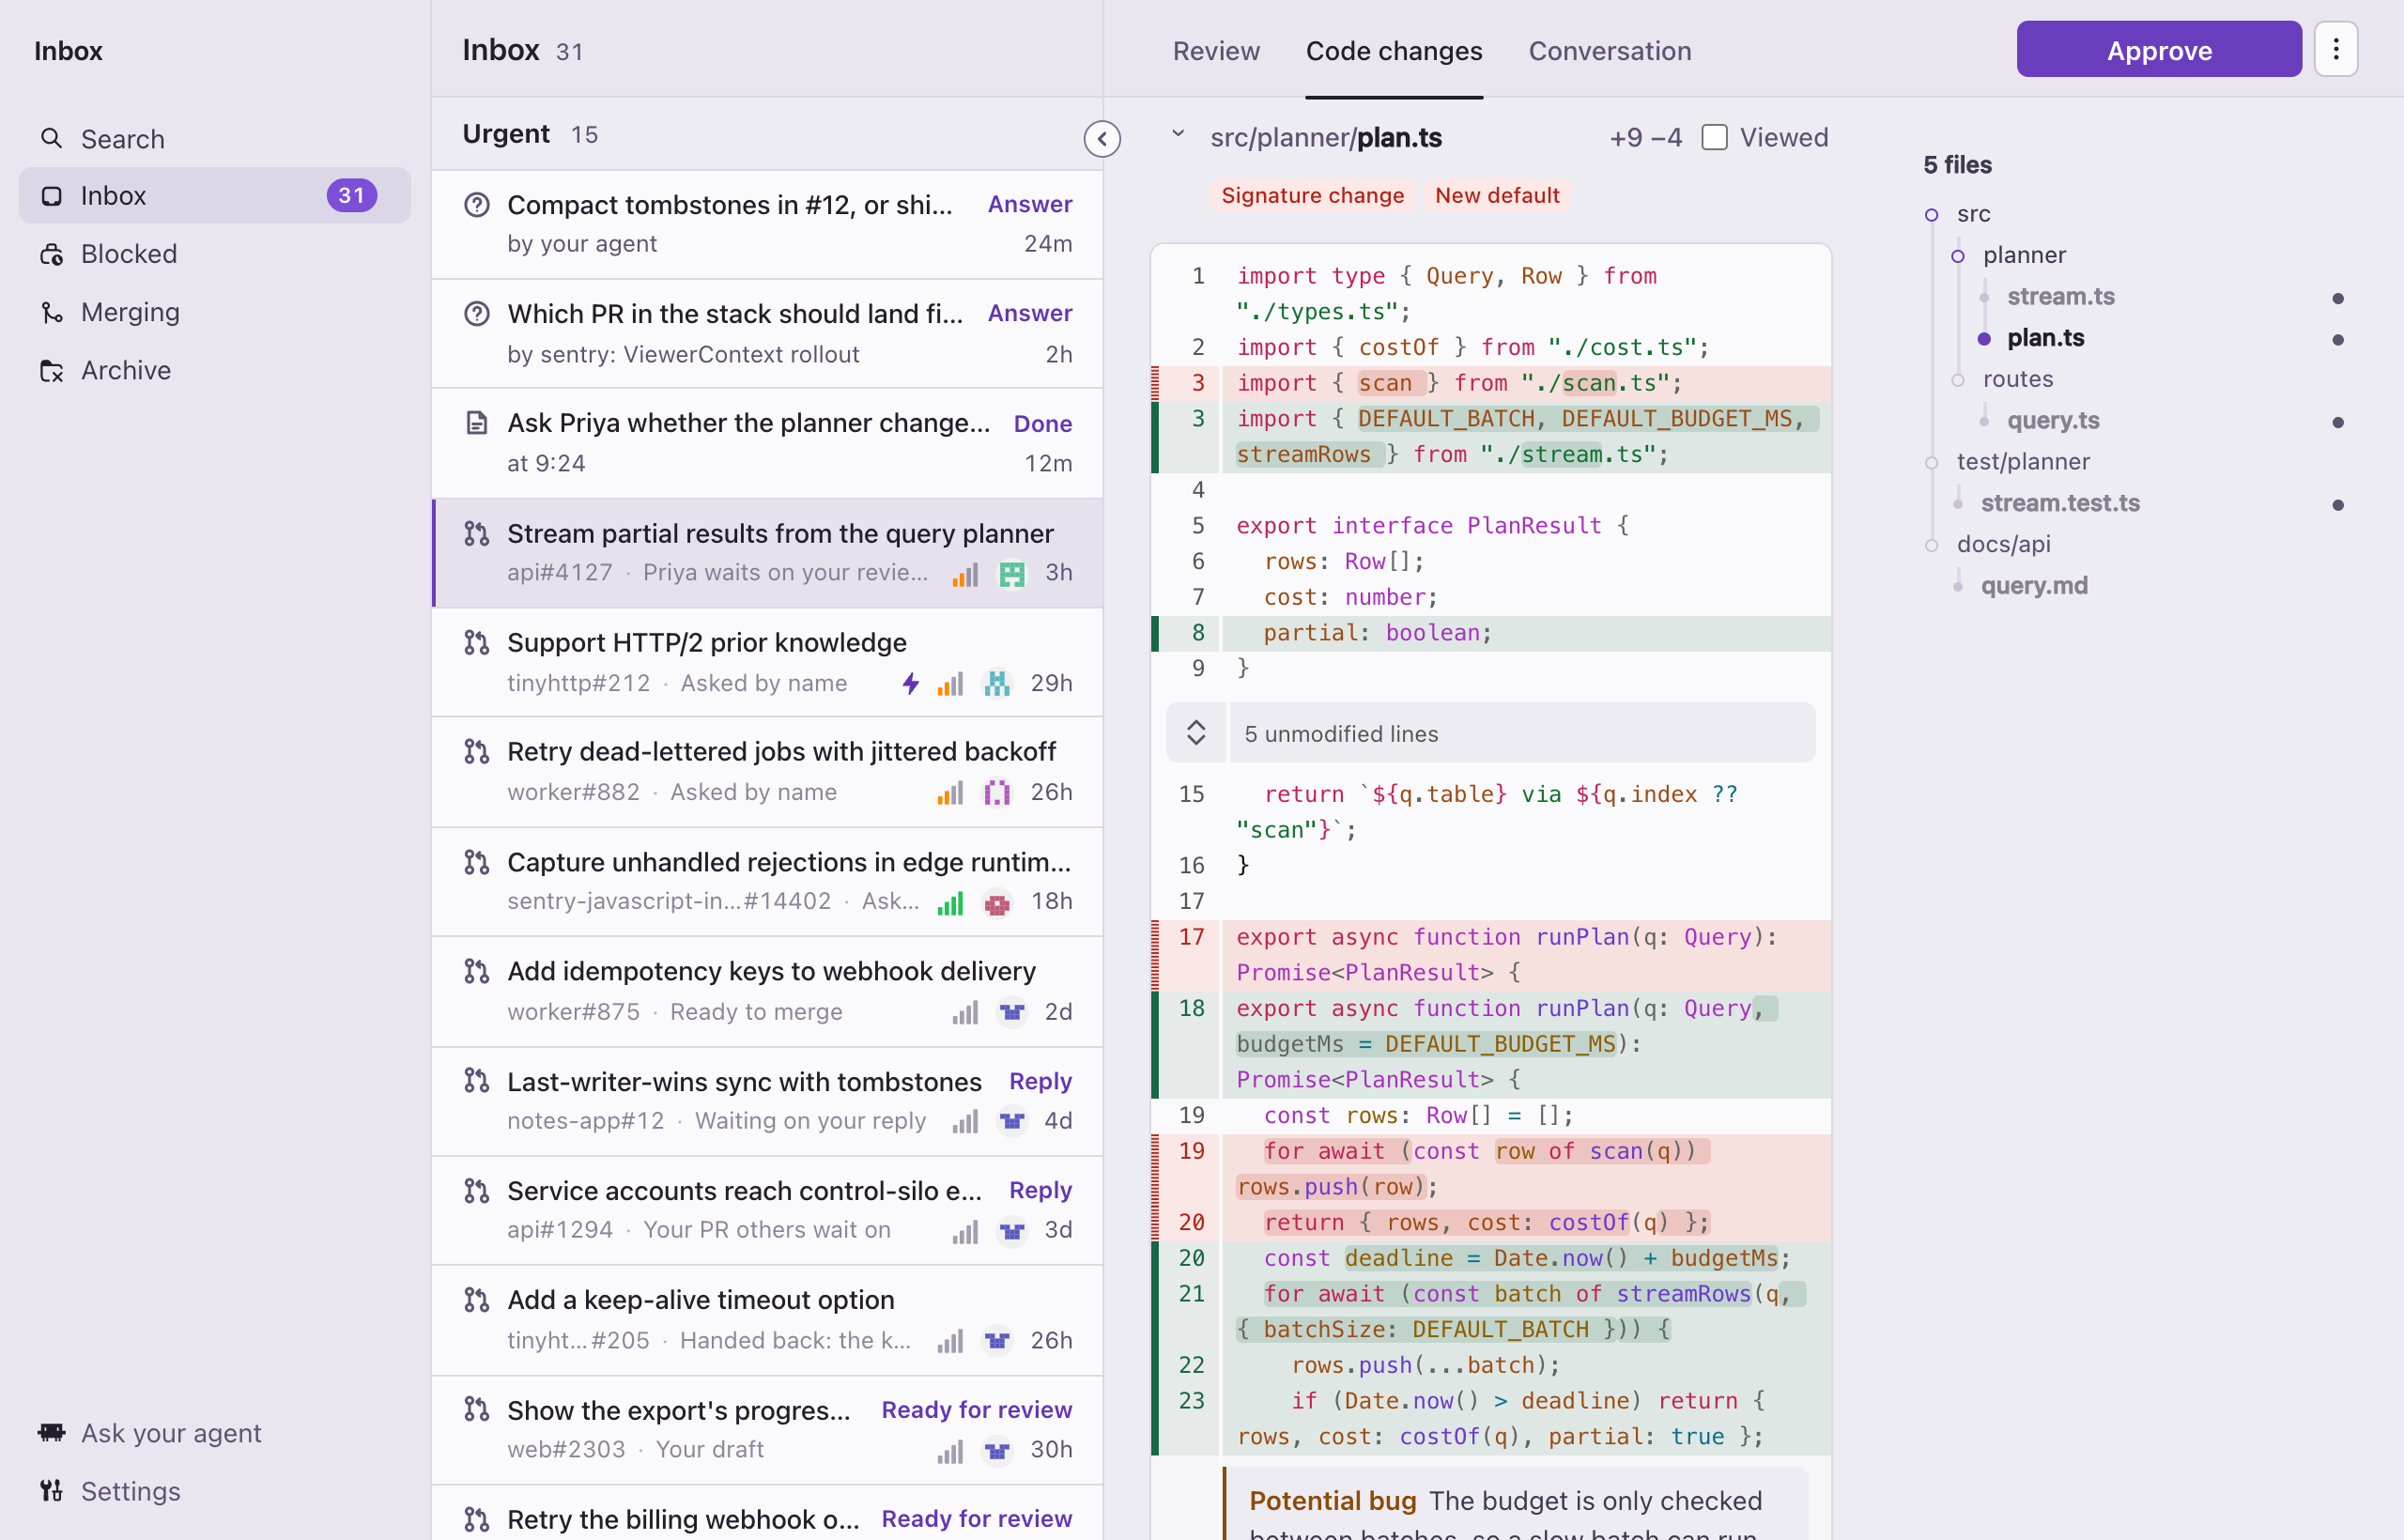 Inbox
Search
Inbox 31
Blocked
Merging
Archive
Ask your agent
Settings
Inbox 31
Urgent 15
Compact tombstones in #12, or shi... Answer
by your agent 24m
Which PR in the stack should land fi... Answer
by sentry: ViewerContext rollout 2h
Ask Priya whether the planner change... Done
at 9:24 12m
Stream partial results from the query planner
api#4127 · Priya waits on your revie... 3h
Support HTTP/2 prior knowledge
tinyhttp#212 · Asked by name 29h
Retry dead-lettered jobs with jittered backoff
worker#882 · Asked by name 26h
Capture unhandled rejections in edge runtim...
sentry-javascript-in...#14402 · Ask... 18h
Add idempotency keys to webhook delivery
worker#875 · Ready to merge 2d
Last-writer-wins sync with tombstones Reply
notes-app#12 · Waiting on your reply 4d
Service accounts reach control-silo e... Reply
api#1294 · Your PR others wait on 3d
Add a keep-alive timeout option
tinyht...#205 · Handed back: the k... 26h
Show the export's progres... Ready for review
web#2303 · Your draft 30h
Retry the billing webhook o... Ready for review
Review Code changes Conversation
Approve
src/planner/plan.ts +9 −4 Viewed
Signature change New default
1 import type { Query, Row } from
"./types.ts";
2 import { costOf } from "./cost.ts";
3 import { scan } from "./scan.ts";
3 import { DEFAULT_BATCH, DEFAULT_BUDGET_MS,
streamRows } from "./stream.ts";
4
5 export interface PlanResult {
6 rows: Row[];
7 cost: number;
8 partial: boolean;
9 }
5 unmodified lines
15 return `${q.table} via ${q.index ??
"scan"}`;
16 }
17
17 export async function runPlan(q: Query):
Promise<PlanResult> {
18 export async function runPlan(q: Query,
budgetMs = DEFAULT_BUDGET_MS):
Promise<PlanResult> {
19 const rows: Row[] = [];
19 for await (const row of scan(q))
rows.push(row);
20 return { rows, cost: costOf(q) };
20 const deadline = Date.now() + budgetMs;
21 for await (const batch of streamRows(q,
{ batchSize: DEFAULT_BATCH })) {
22 rows.push(...batch);
23 if (Date.now() > deadline) return {
rows, cost: costOf(q), partial: true };
Potential bug The budget is only checked
between batches, so a slow batch can run
5 files
src
planner
stream.ts
plan.ts
routes
query.ts
test/planner
stream.test.ts
docs/api
query.md